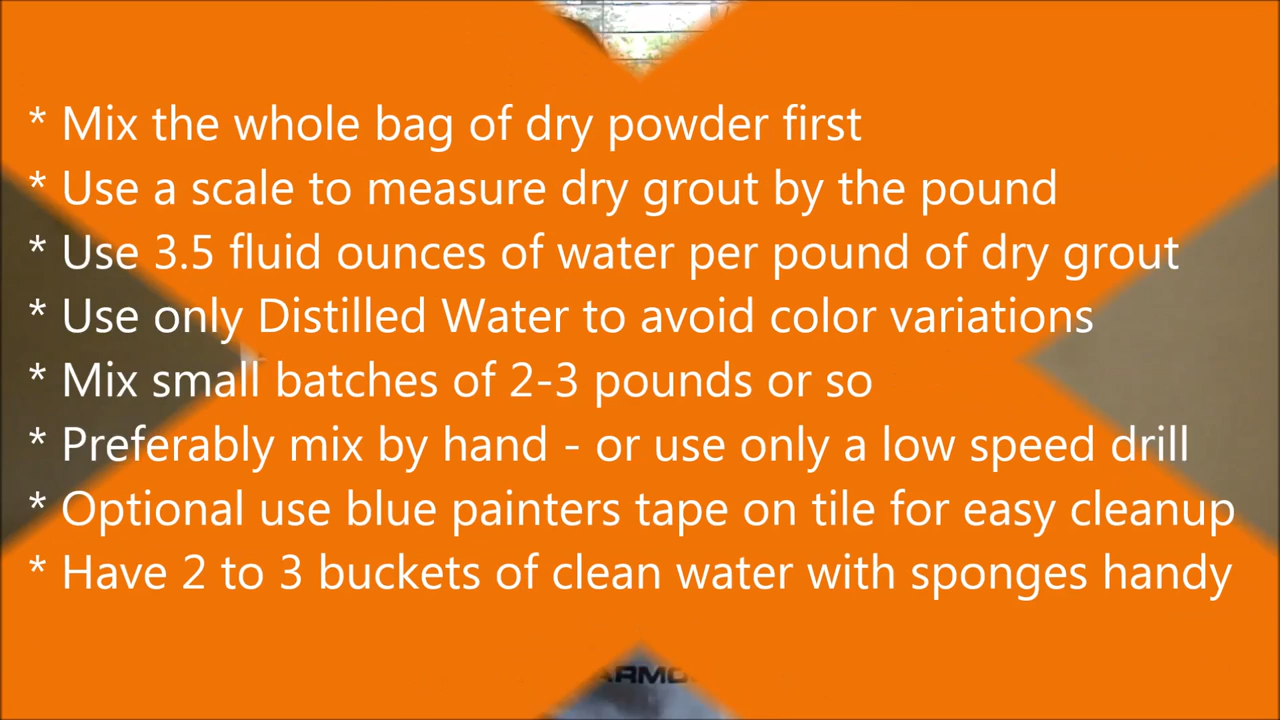 * Mix the whole bag of dry powder first
* Use a scale to measure dry grout by the pound
* Use 3.5 fluid ounces of water per pound of dry grout
* Use only Distilled Water to avoid color variations
* Mix small batches of 2-3 pounds or so
* Preferably mix by hand - or use only a low speed drill
* Optional use blue painters tape on tile for easy cleanup
* Have 2 to 3 buckets of clean water with sponges handy